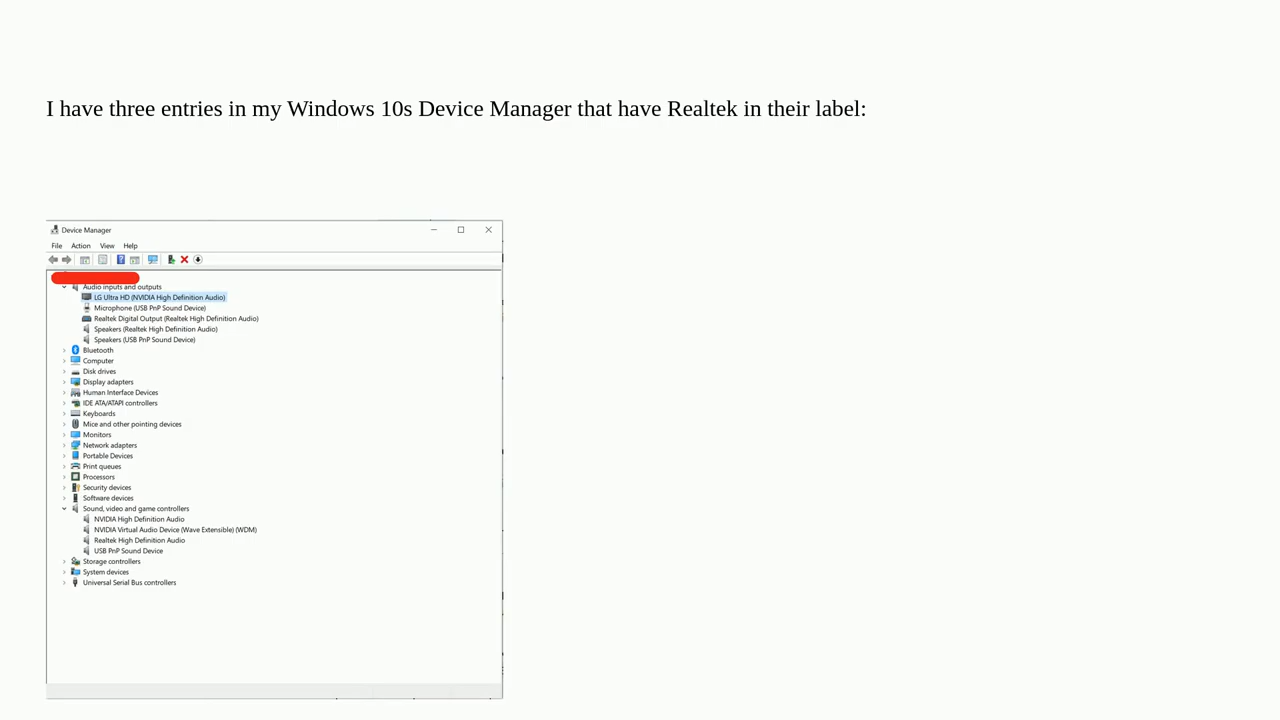 I have three entries in my Windows 10s Device Manager that have Realtek in their label:
Device Manager
File Action View Help
Audio inputs and outputs
LG Ultra HD (NVIDIA High Definition Audio)
Microphone (USB PnP Sound Device)
Realtek Digital Output (Realtek High Definition Audio)
Speakers (Realtek High Definition Audio)
Speakers (USB PnP Sound Device)
Bluetooth
Computer
Disk drives
Display adapters
Human Interface Devices
IDE ATA/ATAPI controllers
Keyboards
Mice and other pointing devices
Monitors
Network adapters
Portable Devices
Print queues
Processors
Security devices
Software devices
Sound, video and game controllers
NVIDIA High Definition Audio
NVIDIA Virtual Audio Device (Wave Extensible) (WDM)
Realtek High Definition Audio
USB PnP Sound Device
Storage controllers
System devices
Universal Serial Bus controllers